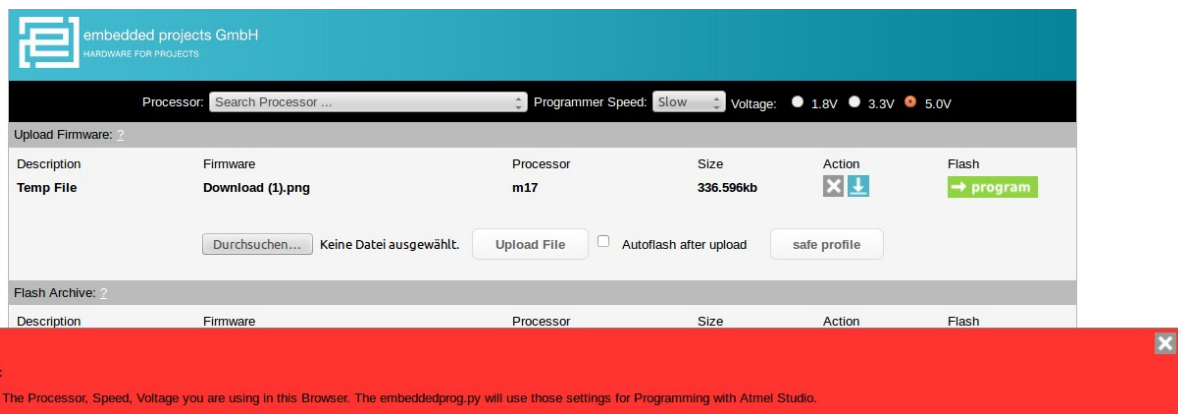 embedded projects GmbH
HARDWARE FOR PROJECTS
Processor: Search Processor ... Programmer Speed: Slow Voltage: 1.8V 3.3V 5.0V
Upload Firmware: ?
Description Firmware Processor Size Action Flash
Temp File Download (1).png m17 336.596kb → program
Durchsuchen... Keine Datei ausgewählt. Upload File Autoflash after upload safe profile
Flash Archive: ?
Description Firmware Processor Size Action Flash
:
The Processor, Speed, Voltage you are using in this Browser. The embeddedprog.py will use those settings for Programming with Atmel Studio.